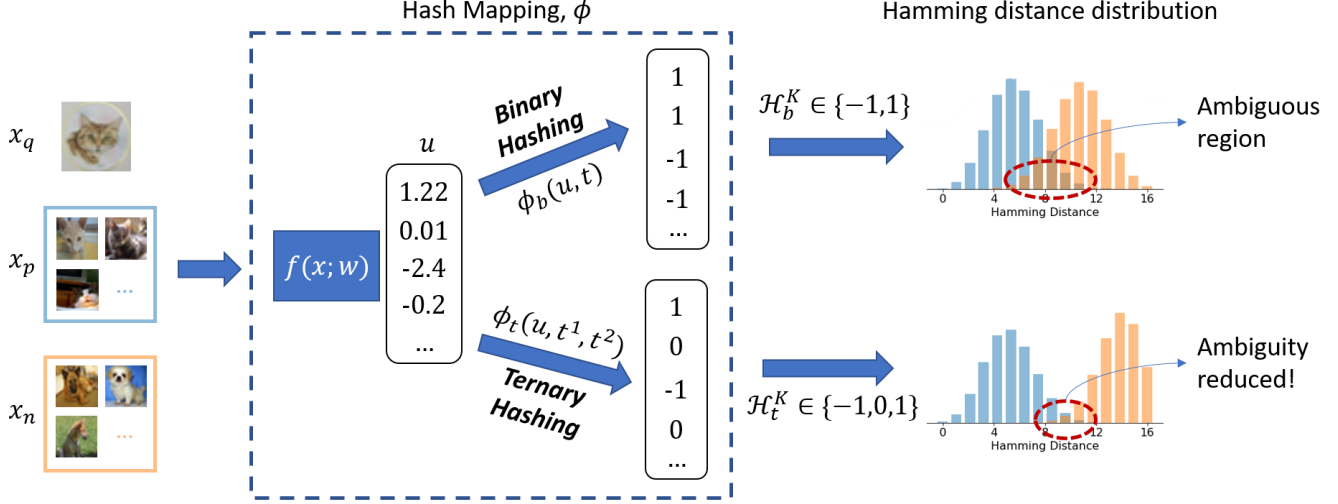 Hash Mapping, ϕ
Hamming distance distribution
x_q
x_p
...
x_n
...
f(x; w)
u
1.22
0.01
-2.4
-0.2
...
Binary
Hashing
ϕ_b(u, t)
ϕ_t(u, t^1, t^2)
Ternary
Hashing
1
1
-1
-1
...
1
0
-1
0
...
ℋ_b^K ∈ {−1,1}
ℋ_t^K ∈ {−1,0,1}
0 4 8 12 16
Hamming Distance
Ambiguous
region
0 4 8 12 16
Hamming Distance
Ambiguity
reduced!